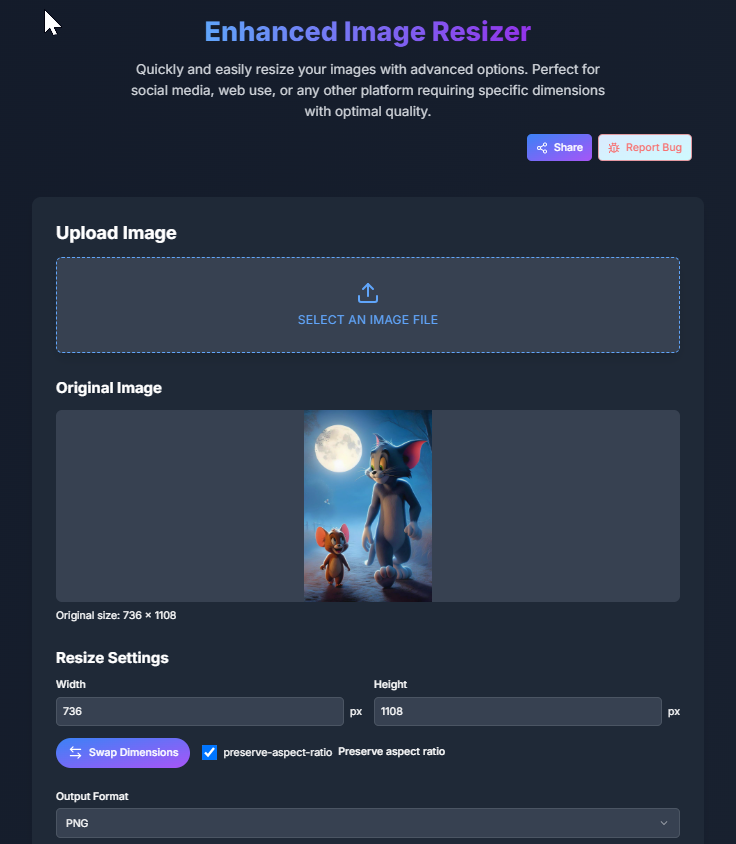 Enhanced Image Resizer
Quickly and easily resize your images with advanced options. Perfect for
social media, web use, or any other platform requiring specific dimensions
with optimal quality.
Share
Report Bug
Upload Image
SELECT AN IMAGE FILE
Original Image
Original size: 736 × 1108
Resize Settings
Width
Height
736
px
1108
px
Swap Dimensions
preserve-aspect-ratio Preserve aspect ratio
Output Format
PNG